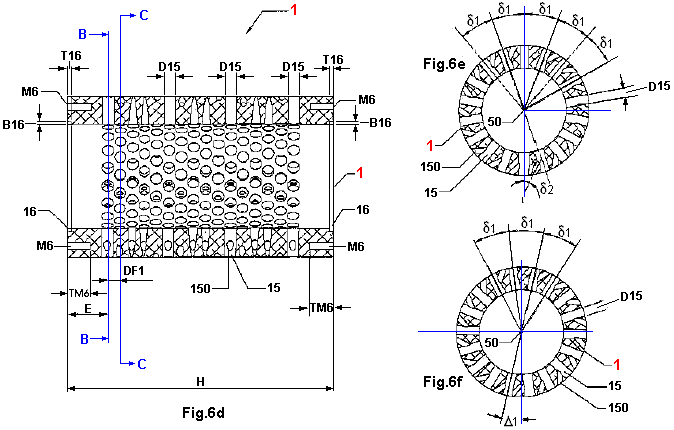 B C 1
T16 D15 D15 D15 T16
M6 M6
B16 B16
1
16 16
M6 M6
DF1
TM6 150 15 TM6
E
B B
C
H
Fig.6d
δ1 δ1 δ1 δ1
Fig.6e
D15
50
1
150
15
δ2
δ1 δ1 δ1
D15
50
1
Fig.6f
15
150
Δ1